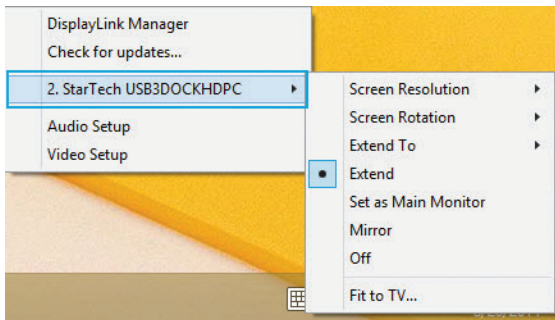 DisplayLink Manager
Check for updates...
2. StarTech USB3DOCKHDPC
Audio Setup
Video Setup
Screen Resolution
Screen Rotation
Extend To
Extend
Set as Main Monitor
Mirror
Off
Fit to TV...